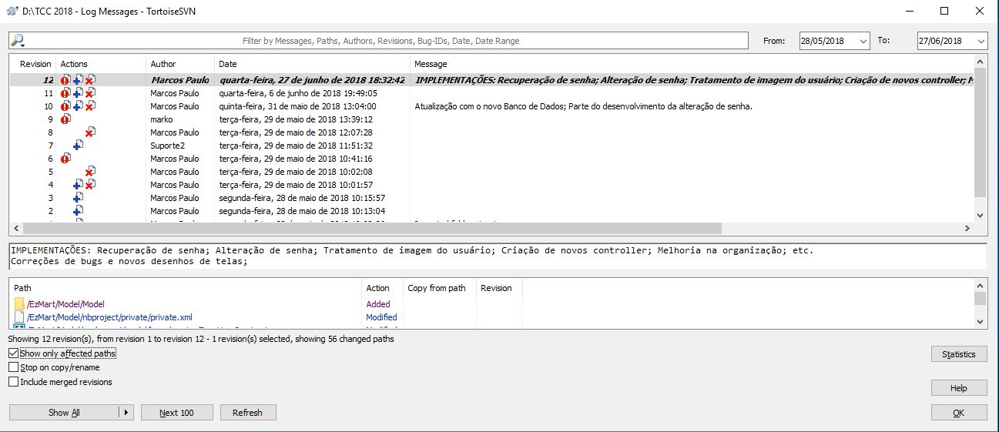 D:\TCC 2018 - Log Messages - TortoiseSVN
Filter by Messages, Paths, Authors, Revisions, Bug-IDs, Date, Date Range From: 28/05/2018 To: 27/06/2018
Revision Actions Author Date Message
12 Marcos Paulo quarta-feira, 27 de junho de 2018 18:32:42 IMPLEMENTAÇÕES: Recuperação de senha; Alteração de senha; Tratamento de imagem do usuário; Criação de novos controller;
11 Marcos Paulo quarta-feira, 6 de junho de 2018 19:49:05
10 Marcos Paulo quinta-feira, 31 de maio de 2018 13:04:00 Atualização com o novo Banco de Dados; Parte do desenvolvimento da alteração de senha.
9 marko terça-feira, 29 de maio de 2018 13:39:12
8 Marcos Paulo terça-feira, 29 de maio de 2018 12:07:28
7 Suporte2 terça-feira, 29 de maio de 2018 11:51:32
6 Marcos Paulo terça-feira, 29 de maio de 2018 10:41:16
5 Marcos Paulo terça-feira, 29 de maio de 2018 10:02:08
4 Marcos Paulo terça-feira, 29 de maio de 2018 10:01:57
3 Marcos Paulo segunda-feira, 28 de maio de 2018 10:15:57
2 Marcos Paulo segunda-feira, 28 de maio de 2018 10:13:04
IMPLEMENTAÇÕES: Recuperação de senha; Alteração de senha; Tratamento de imagem do usuário; Criação de novos controller; Melhoria na organização; etc.
Correções de bugs e novos desenhos de telas;
Path Action Copy from path Revision
/EzMart/Model/Model Added
/EzMart/Model/nbproject/private/private.xml Modified
Showing 12 revision(s), from revision 1 to revision 12 - 1 revision(s) selected, showing 56 changed paths
Show only affected paths Statistics
Stop on copy/rename
Include merged revisions Help
Show All Next 100 Refresh OK